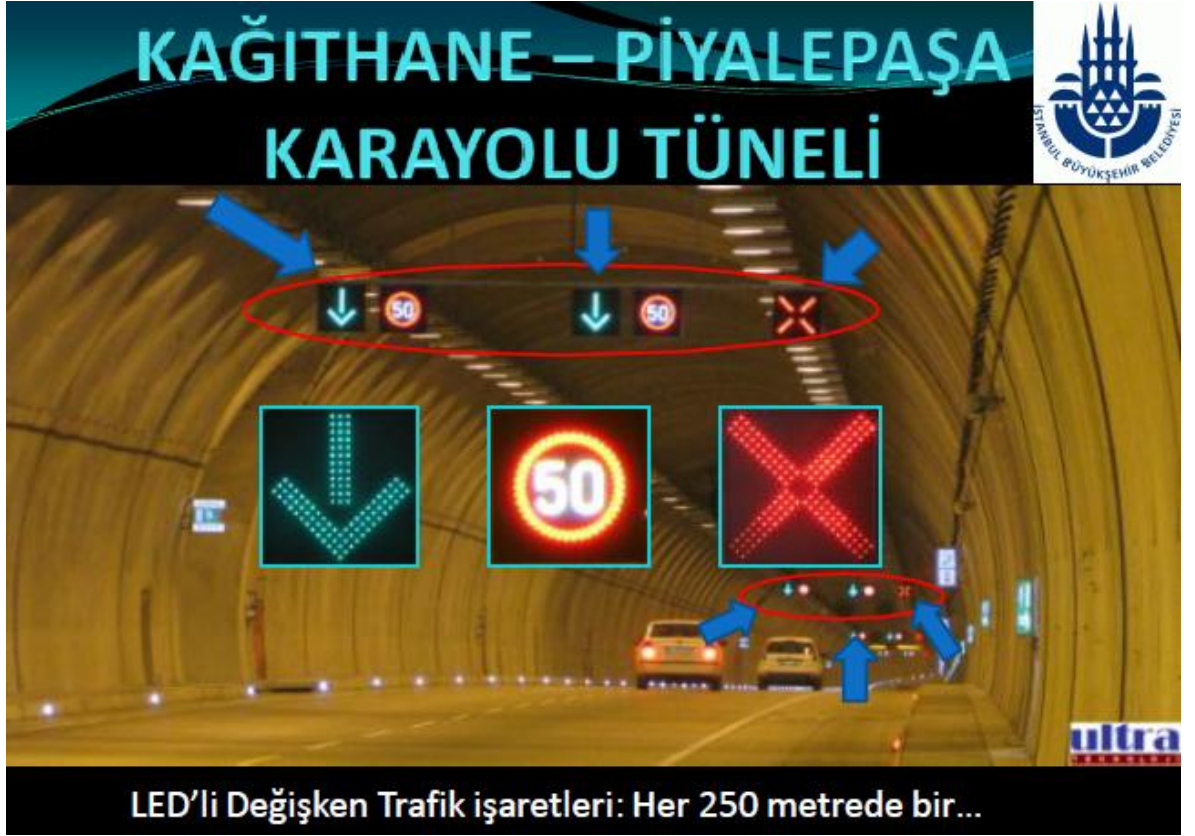 KAĞITHANE – PİYALEPAŞA
KARAYOLU TÜNELİ
İSTANBUL BÜYÜKŞEHİR BELEDİYESİ
50
50
50
ultra
TEKNOLOJİ
LED’li Değişken Trafik işaretleri: Her 250 metrede bir…